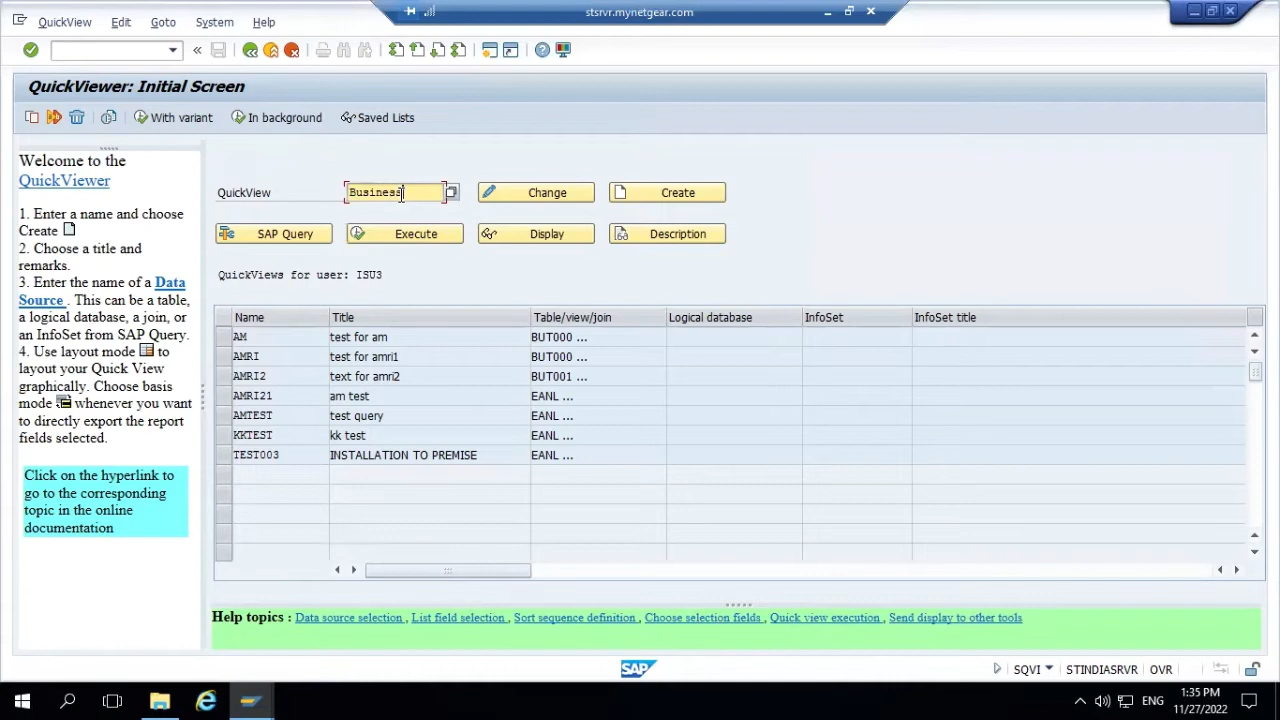 stsrvr.mynetgear.com
QuickView Edit Goto System Help
QuickViewer: Initial Screen
With variant In background Saved Lists
Welcome to the
QuickViewer
1. Enter a name and choose
Create
2. Choose a title and
remarks.
3. Enter the name of a Data
Source . This can be a table,
a logical database, a join, or
an InfoSet from SAP Query.
4. Use layout mode to
layout your Quick View
graphically. Choose basis
mode whenever you want
to directly export the report
fields selected.
Click on the hyperlink to
go to the corresponding
topic in the online
documentation
QuickView Business Change Create
SAP Query Execute Display Description
QuickViews for user: ISU3
Name Title Table/view/join Logical database InfoSet InfoSet title
AM test for am BUT000 ...
AMRI test for amri1 BUT000 ...
AMRI2 text for amri2 BUT001 ...
AMRI21 am test EANL ...
AMTEST test query EANL ...
KKTEST kk test EANL ...
TEST003 INSTALLATION TO PREMISE EANL ...
Help topics : Data source selection , List field selection , Sort sequence definition , Choose selection fields , Quick view execution , Send display to other tools
SAP
SQVI STINDIASRVR OVR
ENG
1:35 PM
11/27/2022